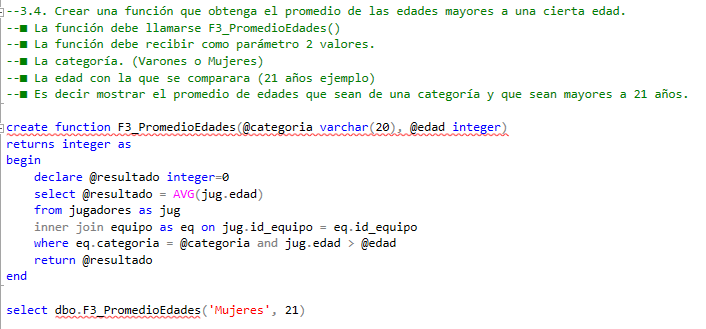 --3.4. Crear una función que obtenga el promedio de las edades mayores a una cierta edad.
--■ La función debe llamarse F3_PromedioEdades()
--■ La función debe recibir como parámetro 2 valores.
--■ La categoría. (Varones o Mujeres)
--■ La edad con la que se comparara (21 años ejemplo)
--■ Es decir mostrar el promedio de edades que sean de una categoría y que sean mayores a 21 años.
create function F3_PromedioEdades(@categoria varchar(20), @edad integer)
returns integer as
begin
declare @resultado integer=0
select @resultado = AVG(jug.edad)
from jugadores as jug
inner join equipo as eq on jug.id_equipo = eq.id_equipo
where eq.categoria = @categoria and jug.edad > @edad
return @resultado
end
select dbo.F3_PromedioEdades('Mujeres', 21)